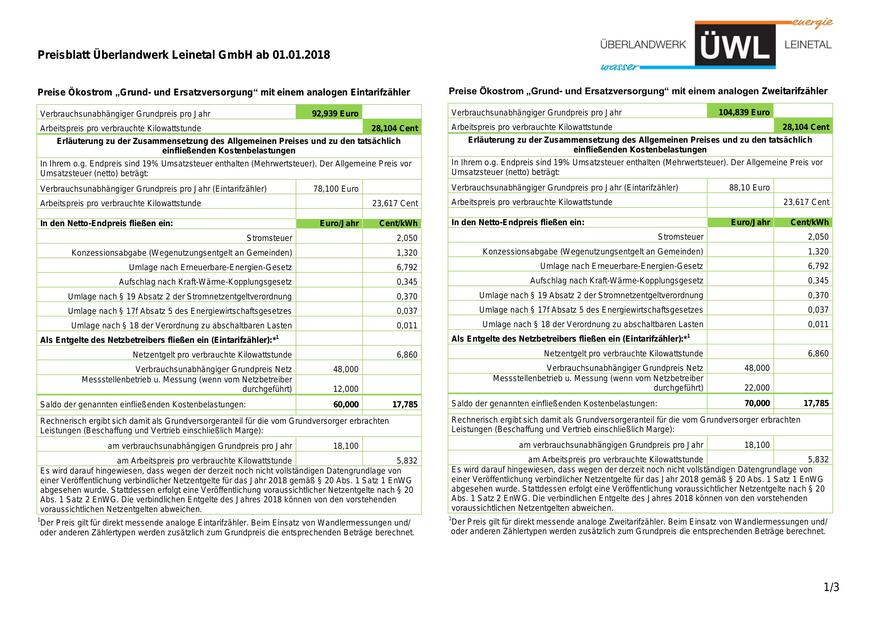 energie
ÜBERLANDWERK ÜWL LEINETAL
wasser
Preisblatt Überlandwerk Leinetal GmbH ab 01.01.2018
Preise Ökostrom „Grund- und Ersatzversorgung“ mit einem analogen Eintarifzähler
Verbrauchsunabhängiger Grundpreis pro Jahr 92,939 Euro
Arbeitspreis pro verbrauchte Kilowattstunde 28,104 Cent
Erläuterung zu der Zusammensetzung des Allgemeinen Preises und zu den tatsächlich
einfließenden Kostenbelastungen
In Ihrem o.g. Endpreis sind 19% Umsatzsteuer enthalten (Mehrwertsteuer). Der Allgemeine Preis vor
Umsatzsteuer (netto) beträgt:
Verbrauchsunabhängiger Grundpreis pro Jahr (Eintarifzähler) 78,100 Euro
Arbeitspreis pro verbrauchte Kilowattstunde 23,617 Cent
In den Netto-Endpreis fließen ein: Euro/Jahr Cent/kWh
Stromsteuer 2,050
Konzessionsabgabe (Wegenutzungsentgelt an Gemeinden) 1,320
Umlage nach Erneuerbare-Energien-Gesetz 6,792
Aufschlag nach Kraft-Wärme-Kopplungsgesetz 0,345
Umlage nach § 19 Absatz 2 der Stromnetzentgeltverordnung 0,370
Umlage nach § 17f Absatz 5 des Energiewirtschaftsgesetzes 0,037
Umlage nach § 18 der Verordnung zu abschaltbaren Lasten 0,011
Als Entgelte des Netzbetreibers fließen ein (Eintarifzähler):*¹
Netzentgelt pro verbrauchte Kilowattstunde 6,860
Verbrauchsunabhängiger Grundpreis Netz 48,000
Messstellenbetrieb u. Messung (wenn vom Netzbetreiber
durchgeführt) 12,000
Saldo der genannten einfließenden Kostenbelastungen: 60,000 17,785
Rechnerisch ergibt sich damit als Grundversorgeranteil für die vom Grundversorger erbrachten
Leistungen (Beschaffung und Vertrieb einschließlich Marge):
am verbrauchsunabhängigen Grundpreis pro Jahr 18,100
am Arbeitspreis pro verbrauchte Kilowattstunde 5,832
Es wird darauf hingewiesen, dass wegen der derzeit noch nicht vollständigen Datengrundlage von
einer Veröffentlichung verbindlicher Netzentgelte für das Jahr 2018 gemäß § 20 Abs. 1 Satz 1 EnWG
abgesehen wurde. Stattdessen erfolgt eine Veröffentlichung voraussichtlicher Netzentgelte nach § 20
Abs. 1 Satz 2 EnWG. Die verbindlichen Entgelte des Jahres 2018 können von den vorstehenden
voraussichtlichen Netzentgelten abweichen.
¹Der Preis gilt für direkt messende analoge Eintarifzähler. Beim Einsatz von Wandlermessungen und/
oder anderen Zählertypen werden zusätzlich zum Grundpreis die entsprechenden Beträge berechnet.
Preise Ökostrom „Grund- und Ersatzversorgung“ mit einem analogen Zweitarifzähler
Verbrauchsunabhängiger Grundpreis pro Jahr 104,839 Euro
Arbeitspreis pro verbrauchte Kilowattstunde 28,104 Cent
Erläuterung zu der Zusammensetzung des Allgemeinen Preises und zu den tatsächlich
einfließenden Kostenbelastungen
In Ihrem o.g. Endpreis sind 19% Umsatzsteuer enthalten (Mehrwertsteuer). Der Allgemeine Preis vor
Umsatzsteuer (netto) beträgt:
Verbrauchsunabhängiger Grundpreis pro Jahr (Eintarifzähler) 88,10 Euro
Arbeitspreis pro verbrauchte Kilowattstunde 23,617 Cent
In den Netto-Endpreis fließen ein: Euro/Jahr Cent/kWh
Stromsteuer 2,050
Konzessionsabgabe (Wegenutzungsentgelt an Gemeinden) 1,320
Umlage nach Erneuerbare-Energien-Gesetz 6,792
Aufschlag nach Kraft-Wärme-Kopplungsgesetz 0,345
Umlage nach § 19 Absatz 2 der Stromnetzentgeltverordnung 0,370
Umlage nach § 17f Absatz 5 des Energiewirtschaftsgesetzes 0,037
Umlage nach § 18 der Verordnung zu abschaltbaren Lasten 0,011
Als Entgelte des Netzbetreibers fließen ein (Eintarifzähler):*¹
Netzentgelt pro verbrauchte Kilowattstunde 6,860
Verbrauchsunabhängiger Grundpreis Netz 48,000
Messstellenbetrieb u. Messung (wenn vom Netzbetreiber
durchgeführt) 22,000
Saldo der genannten einfließenden Kostenbelastungen: 70,000 17,785
Rechnerisch ergibt sich damit als Grundversorgeranteil für die vom Grundversorger erbrachten
Leistungen (Beschaffung und Vertrieb einschließlich Marge):
am verbrauchsunabhängigen Grundpreis pro Jahr 18,100
am Arbeitspreis pro verbrauchte Kilowattstunde 5,832
Es wird darauf hingewiesen, dass wegen der derzeit noch nicht vollständigen Datengrundlage von
einer Veröffentlichung verbindlicher Netzentgelte für das Jahr 2018 gemäß § 20 Abs. 1 Satz 1 EnWG
abgesehen wurde. Stattdessen erfolgt eine Veröffentlichung voraussichtlicher Netzentgelte nach § 20
Abs. 1 Satz 2 EnWG. Die verbindlichen Entgelte des Jahres 2018 können von den vorstehenden
voraussichtlichen Netzentgelten abweichen.
¹Der Preis gilt für direkt messende analoge Zweitarifzähler. Beim Einsatz von Wandlermessungen und/
oder anderen Zählertypen werden zusätzlich zum Grundpreis die entsprechenden Beträge berechnet.
1/3